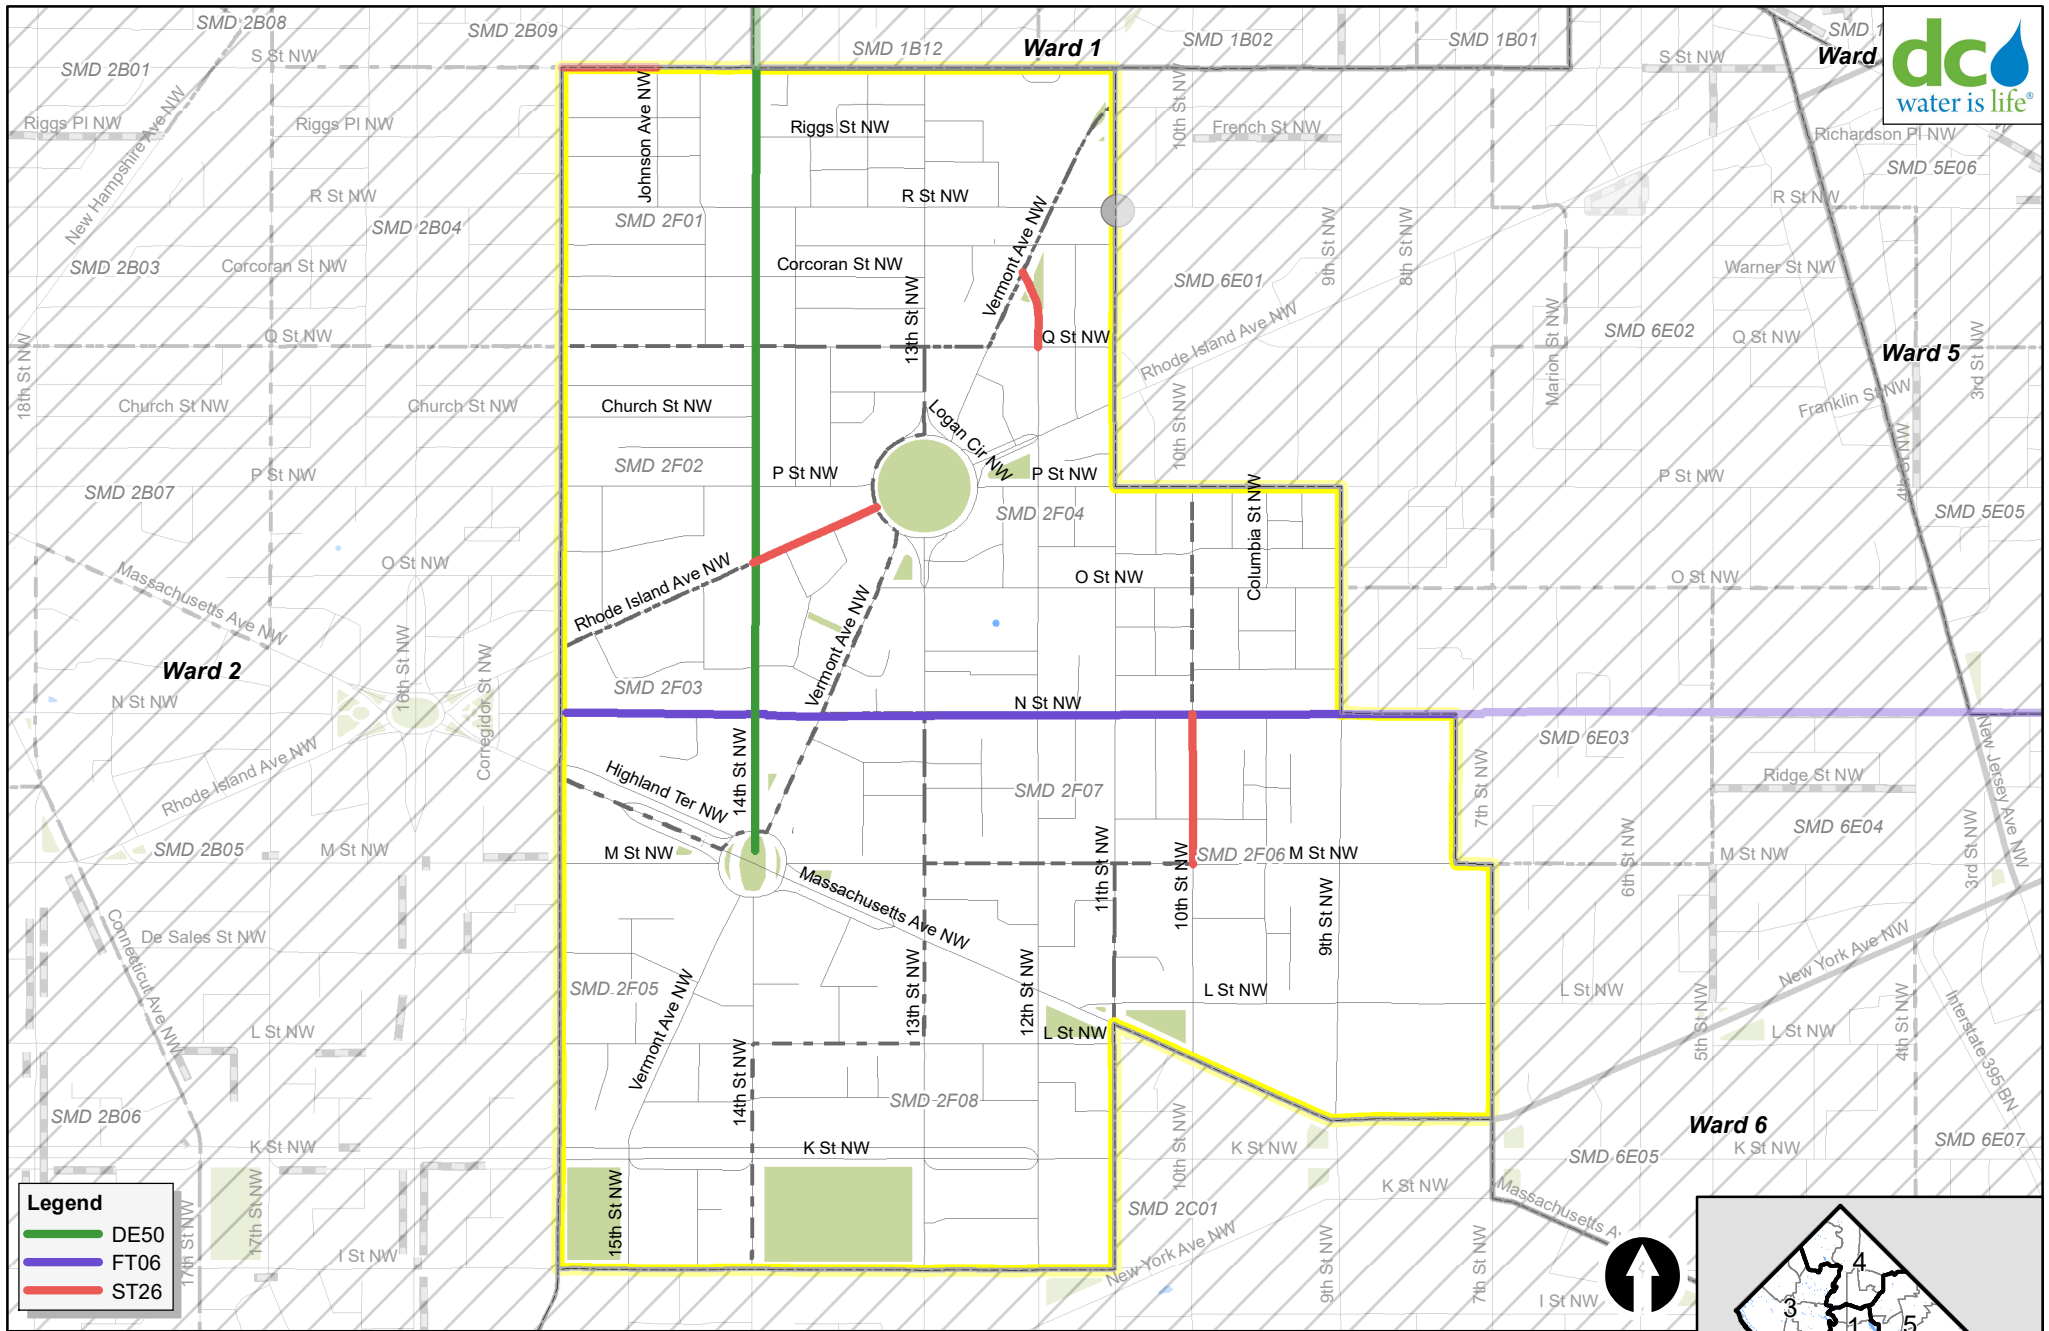 SMD 2B08
SMD 2B09
SMD 1B12
Ward 1
SMD 1B02
SMD 1B01
SMD 1
Ward
dc
water is life®
SMD 2B01
S St NW
S St NW
Riggs Pl NW
Riggs Pl NW
New Hampshire Ave NW
Johnson Ave NW
Riggs St NW
10th St NW
French St NW
Richardson Pl NW
SMD 5E06
R St NW
R St NW
R St NW
SMD 2B04
SMD 2F01
Vermont Ave NW
9th St NW
8th St NW
SMD 2B03
Corcoran St NW
Corcoran St NW
SMD 6E01
Warner St NW
18th St NW
Q St NW
13th St NW
Q St NW
Rhode Island Ave NW
Marion St NW
SMD 6E02
Q St NW
Ward 5
3rd St NW
Church St NW
Church St NW
Church St NW
Logan Cir NW
10th St NW
Franklin St NW
4th St NW
P St NW
SMD 2F02
P St NW
P St NW
P St NW
SMD 2B07
SMD 2F04
Columbia St NW
SMD 5E05
Massachusetts Ave NW
O St NW
Rhode Island Ave NW
O St NW
O St NW
Ward 2
16th St NW
Corregidor St NW
Vermont Ave NW
N St NW
SMD 2F03
N St NW
SMD 6E03
New Jersey Ave NW
Rhode Island Ave NW
Highland Ter NW
14th St NW
SMD 2F07
7th St NW
Ridge St NW
SMD 2B05
M St NW
M St NW
SMD 2F06
M St NW
SMD 6E04
M St NW
6th St NW
3rd St NW
Massachusetts Ave NW
11th St NW
10th St NW
9th St NW
Connecticut Ave NW
De Sales St NW
New York Ave NW
SMD 2F05
Vermont Ave NW
13th St NW
12th St NW
L St NW
L St NW
L St NW
L St NW
L St NW
5th St NW
4th St NW
Interstate 395 BN
14th St NW
SMD 2F08
SMD 2B06
10th St NW
Ward 6
K St NW
K St NW
K St NW
K St NW
SMD 6E05
SMD 6E07
K St NW
Massachusetts A
17th St NW
17th St NW
15th St NW
SMD 2C01
New York Ave NW
9th St NW
7th St NW
I St NW
I St NW
Legend
DE50
FT06
ST26
4
3
1
5